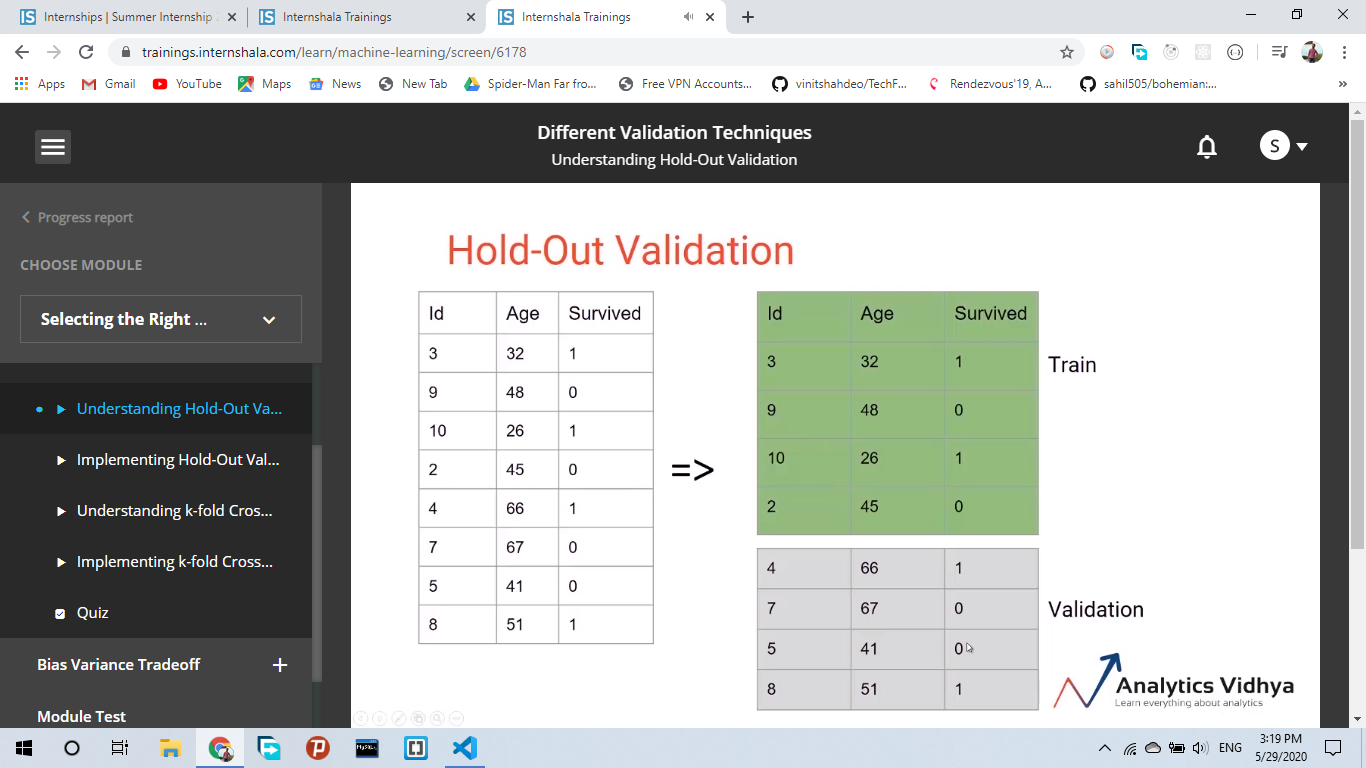 Internships | Summer Internship
Internshala Trainings
Internshala Trainings
trainings.internshala.com/learn/machine-learning/screen/6178
Apps
Gmail
YouTube
Maps
News
New Tab
Spider-Man Far fro...
Free VPN Accounts...
vinitshahdeo/TechF...
Rendezvous'19, A...
sahil505/bohemian:...
»
Different Validation Techniques
Understanding Hold-Out Validation
S
Progress report
CHOOSE MODULE
Selecting the Right ...
Understanding Hold-Out Va...
Implementing Hold-Out Val...
Understanding k-fold Cros...
Implementing k-fold Cross...
Quiz
Bias Variance Tradeoff +
Module Test
Hold-Out Validation
Id Age Survived
3 32 1
9 48 0
10 26 1
2 45 0
4 66 1
7 67 0
5 41 0
8 51 1
=>
Id Age Survived
3 32 1
9 48 0
10 26 1
2 45 0
Train
4 66 1
7 67 0
5 41 0
8 51 1
Validation
Analytics Vidhya
Learn everything about analytics
ENG
3:19 PM
5/29/2020